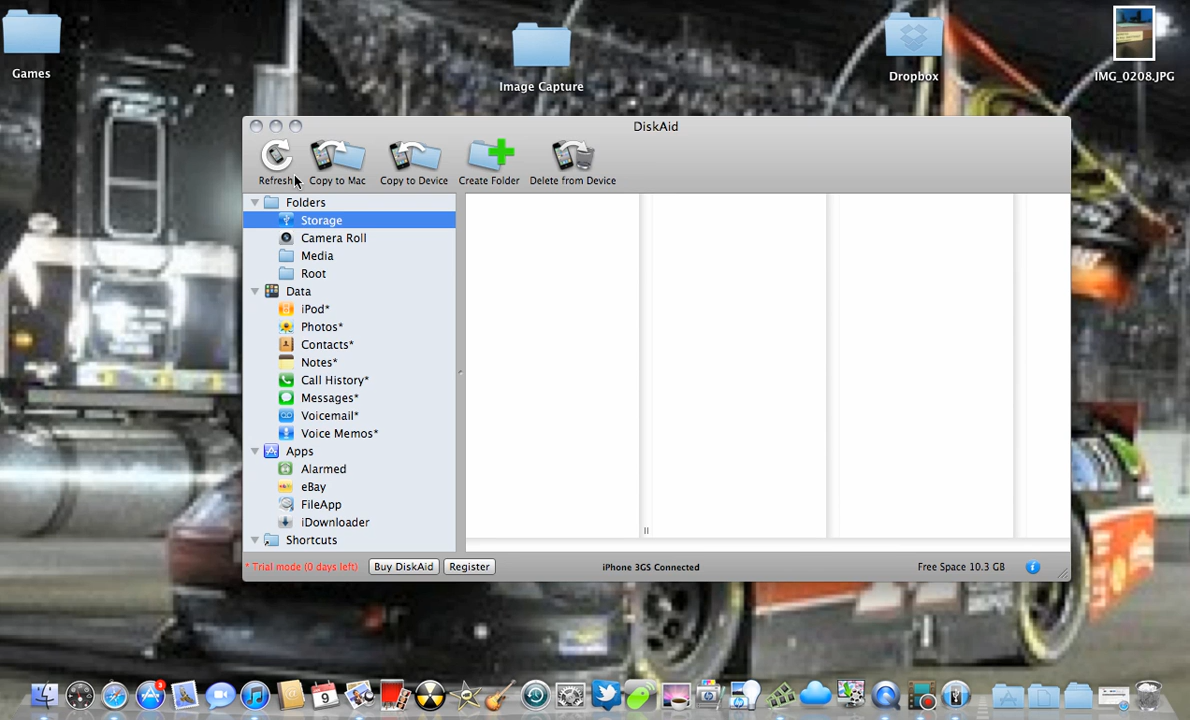 Games
Image Capture
Dropbox
IMG_0208.JPG
DiskAid
Refresh
Copy to Mac
Copy to Device
Create Folder
Delete from Device
Folders
Storage
Camera Roll
Media
Root
Data
iPod*
Photos*
Contacts*
Notes*
Call History*
Messages*
Voicemail*
Voice Memos*
Apps
Alarmed
eBay
FileApp
iDownloader
Shortcuts
* Trial mode (0 days left)
Buy DiskAid
Register
iPhone 3GS Connected
Free Space 10.3 GB
9